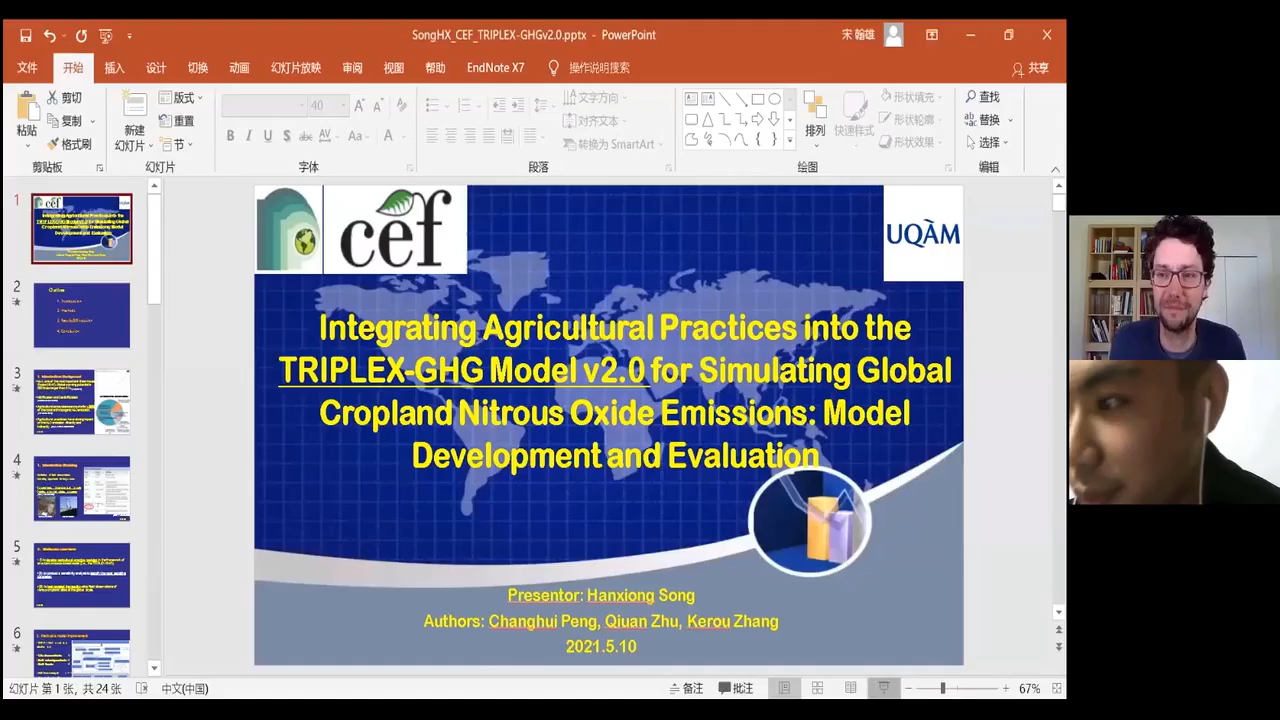 SongHX_CEF_TRIPLEX-GHGv2.0.pptx - PowerPoint
宋 翰雄
文件 开始 插入 设计 切换 动画 幻灯片放映 审阅 视图 帮助 EndNote X7 操作说明搜索 共享
剪切
复制
格式刷
粘贴
剪贴板
新建
幻灯片
版式
重置
节
幻灯片
40
字体
文字方向
对齐文本
转换为 SmartArt
段落
排列
快速样式
形状填充
形状轮廓
形状效果
绘图
查找
替换
选择
编辑
1
2
3
4
5
6
Outline
cef
UQÀM
Integrating Agricultural Practices into the
TRIPLEX-GHG Model v2.0 for Simulating Global
Cropland Nitrous Oxide Emissions: Model
Development and Evaluation
Presentor: Hanxiong Song
Authors: Changhui Peng, Qiuan Zhu, Kerou Zhang
2021.5.10
幻灯片 第 1 张，共 24 张 中文(中国) 备注 批注 67%